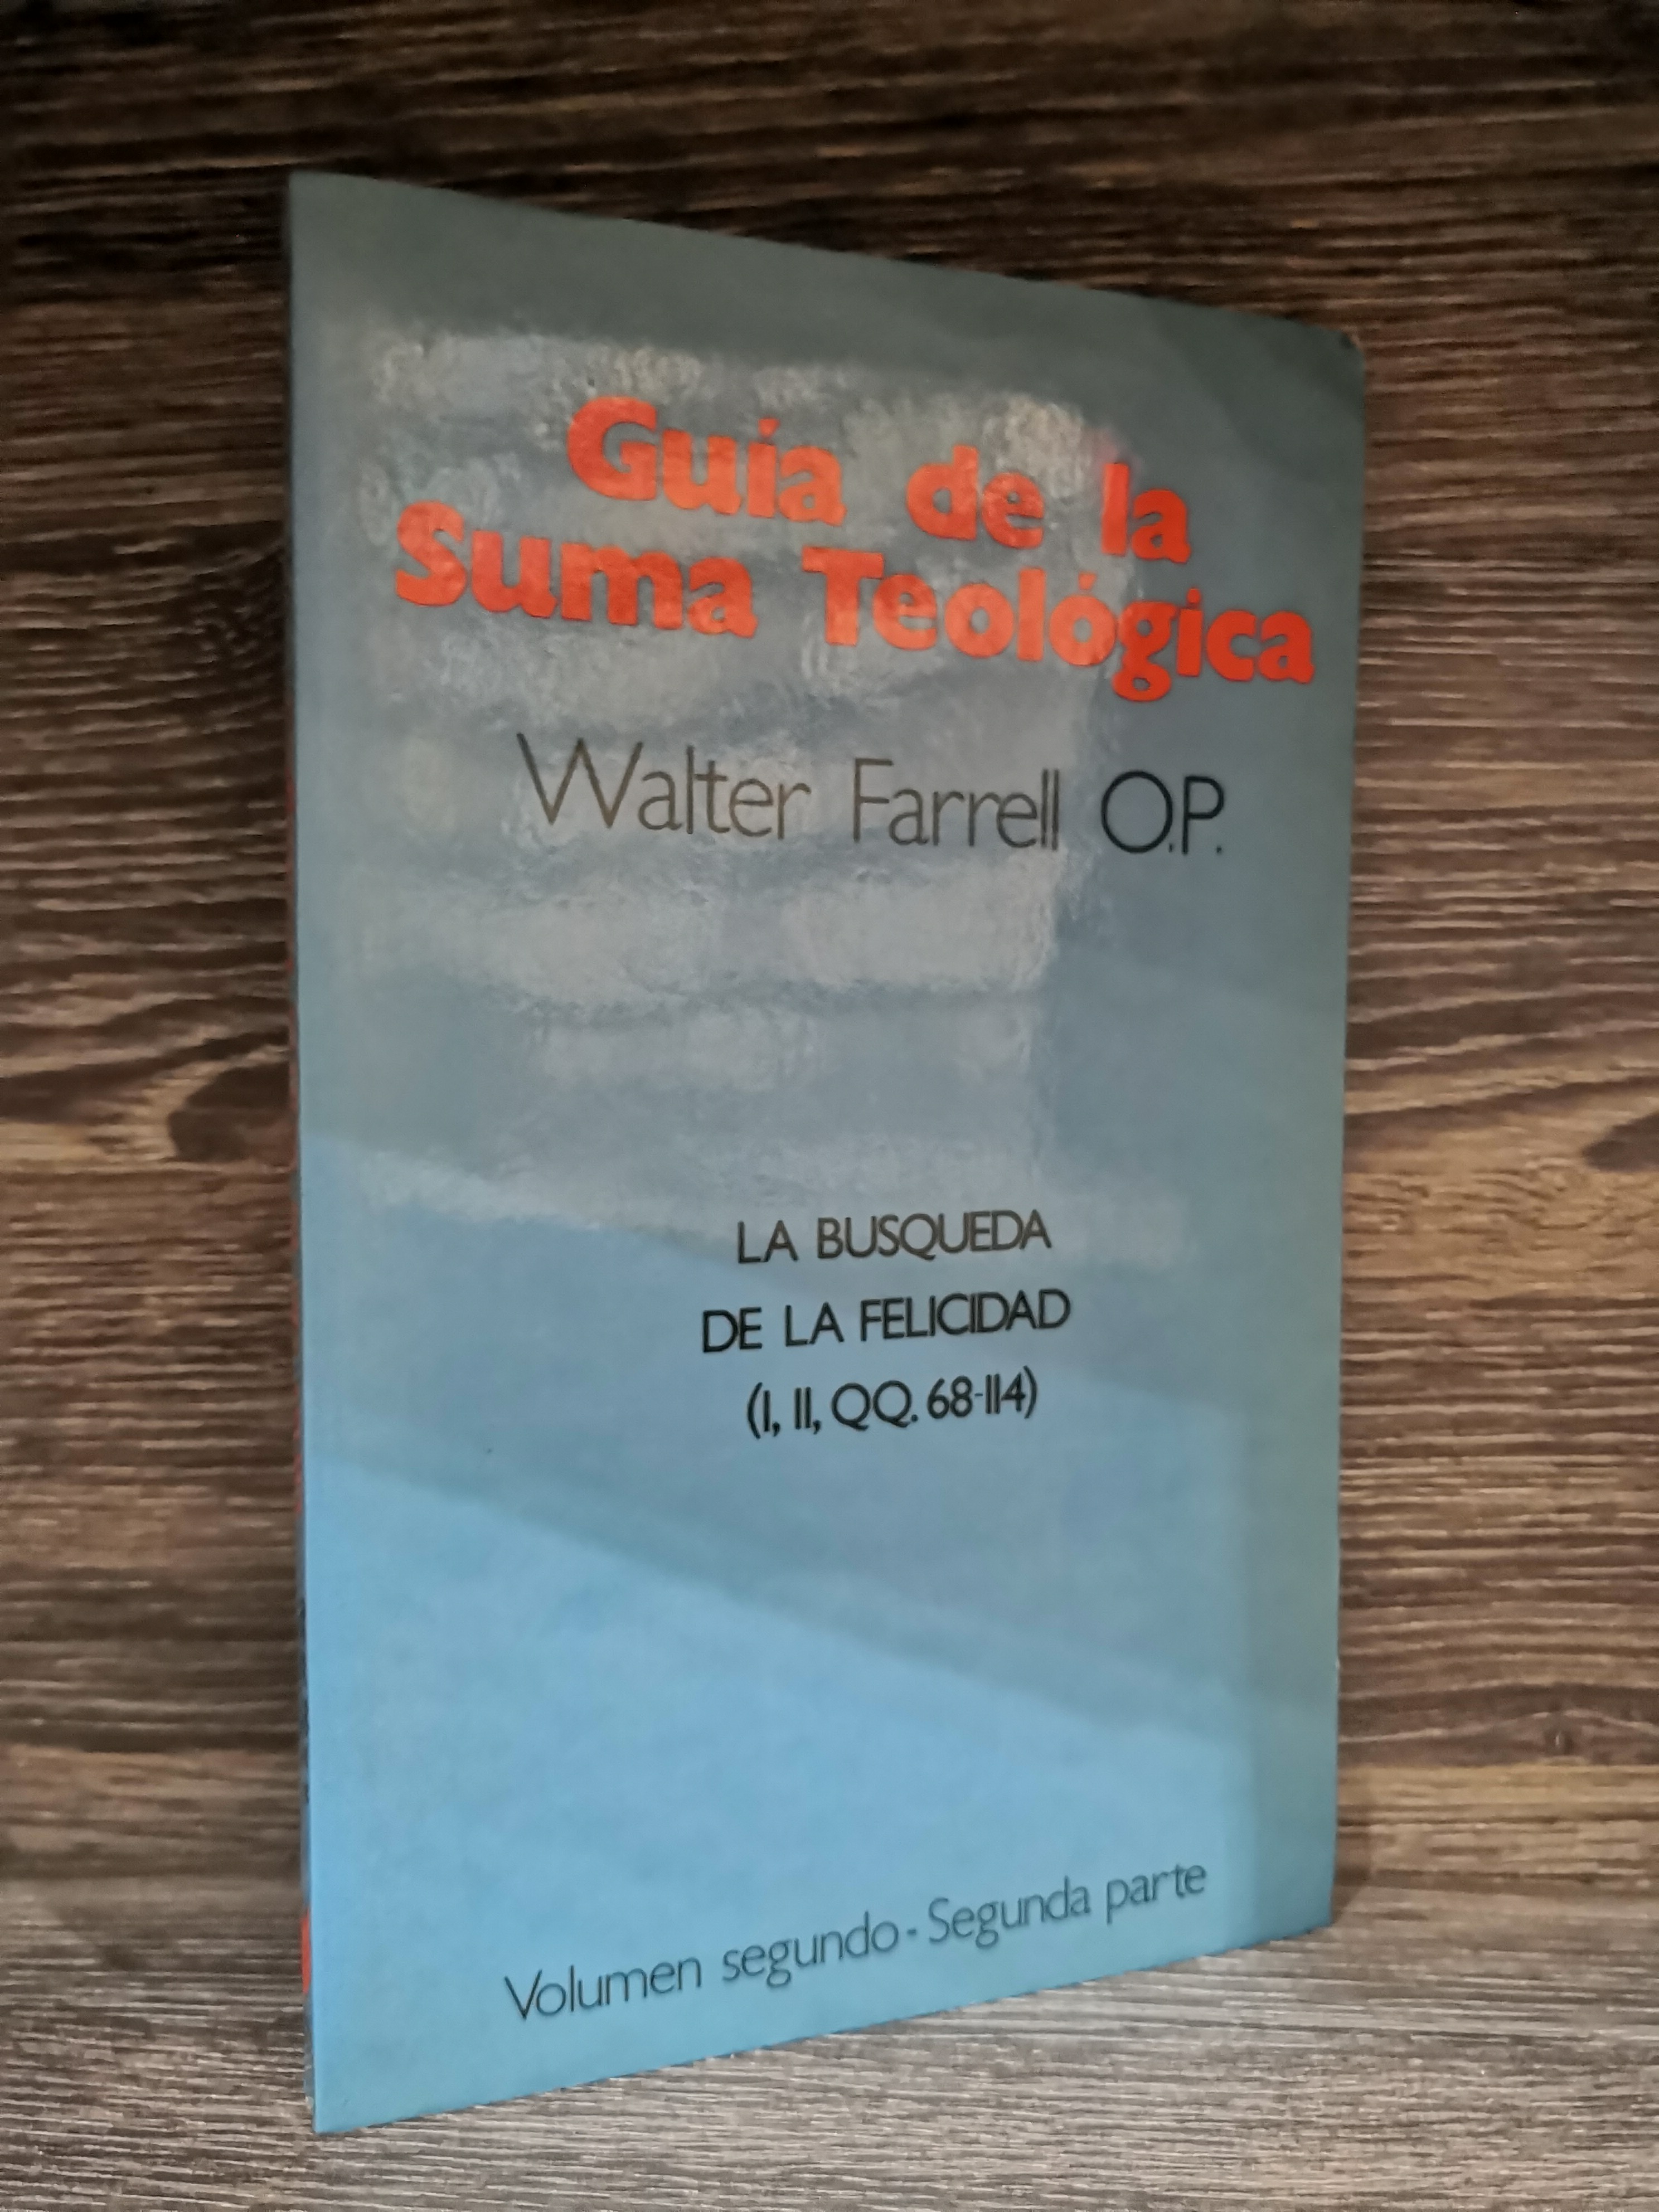 Guía de la
Suma Teológica
Walter Farrell O.P.
LA BUSQUEDA
DE LA FELICIDAD
(I, II, QQ. 68-114)
Volumen segundo - Segunda parte